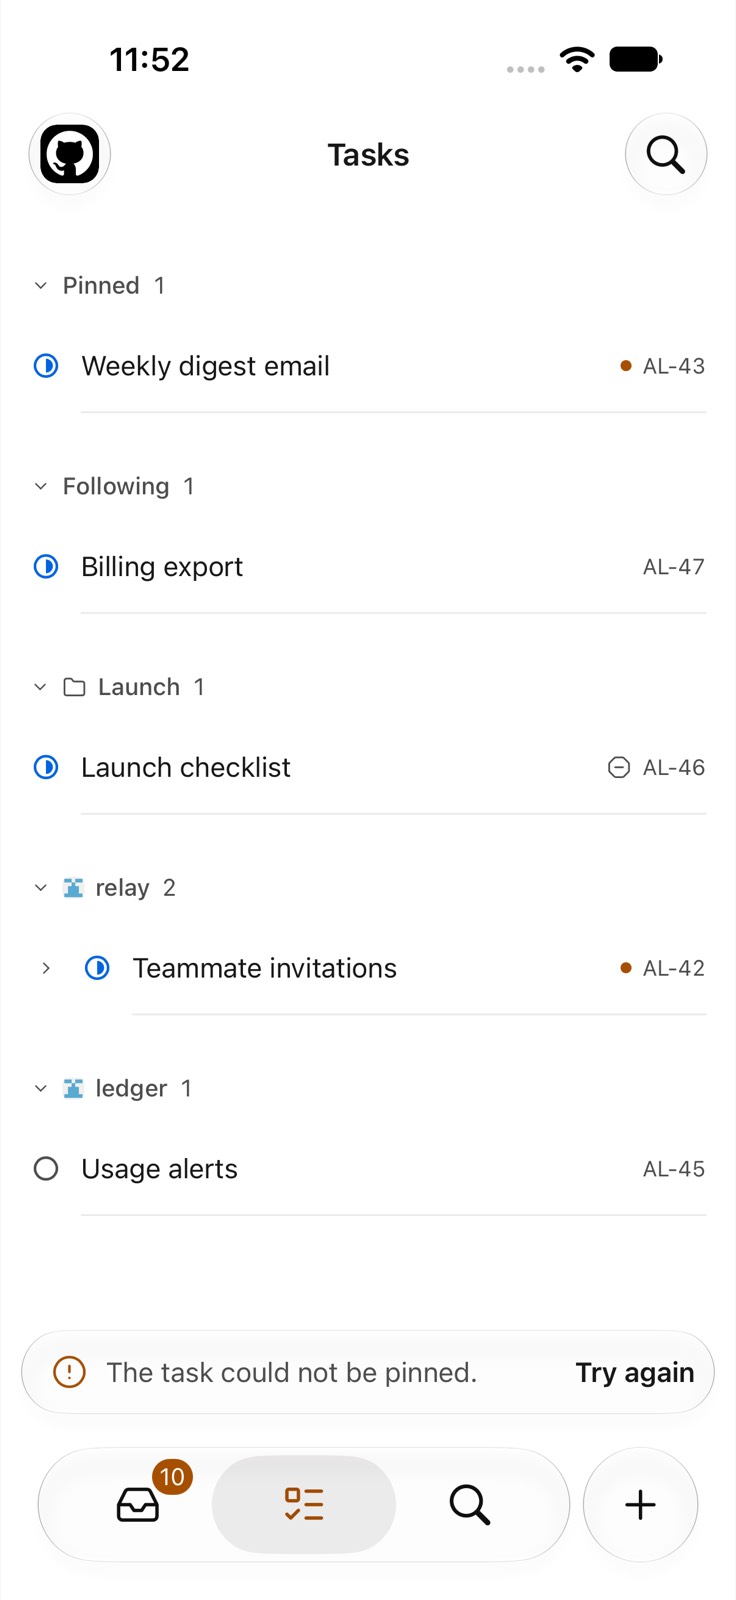 11:52
Tasks
Pinned 1
Weekly digest email AL-43
Following 1
Billing export AL-47
Launch 1
Launch checklist AL-46
relay 2
Teammate invitations AL-42
ledger 1
Usage alerts AL-45
The task could not be pinned. Try again
10